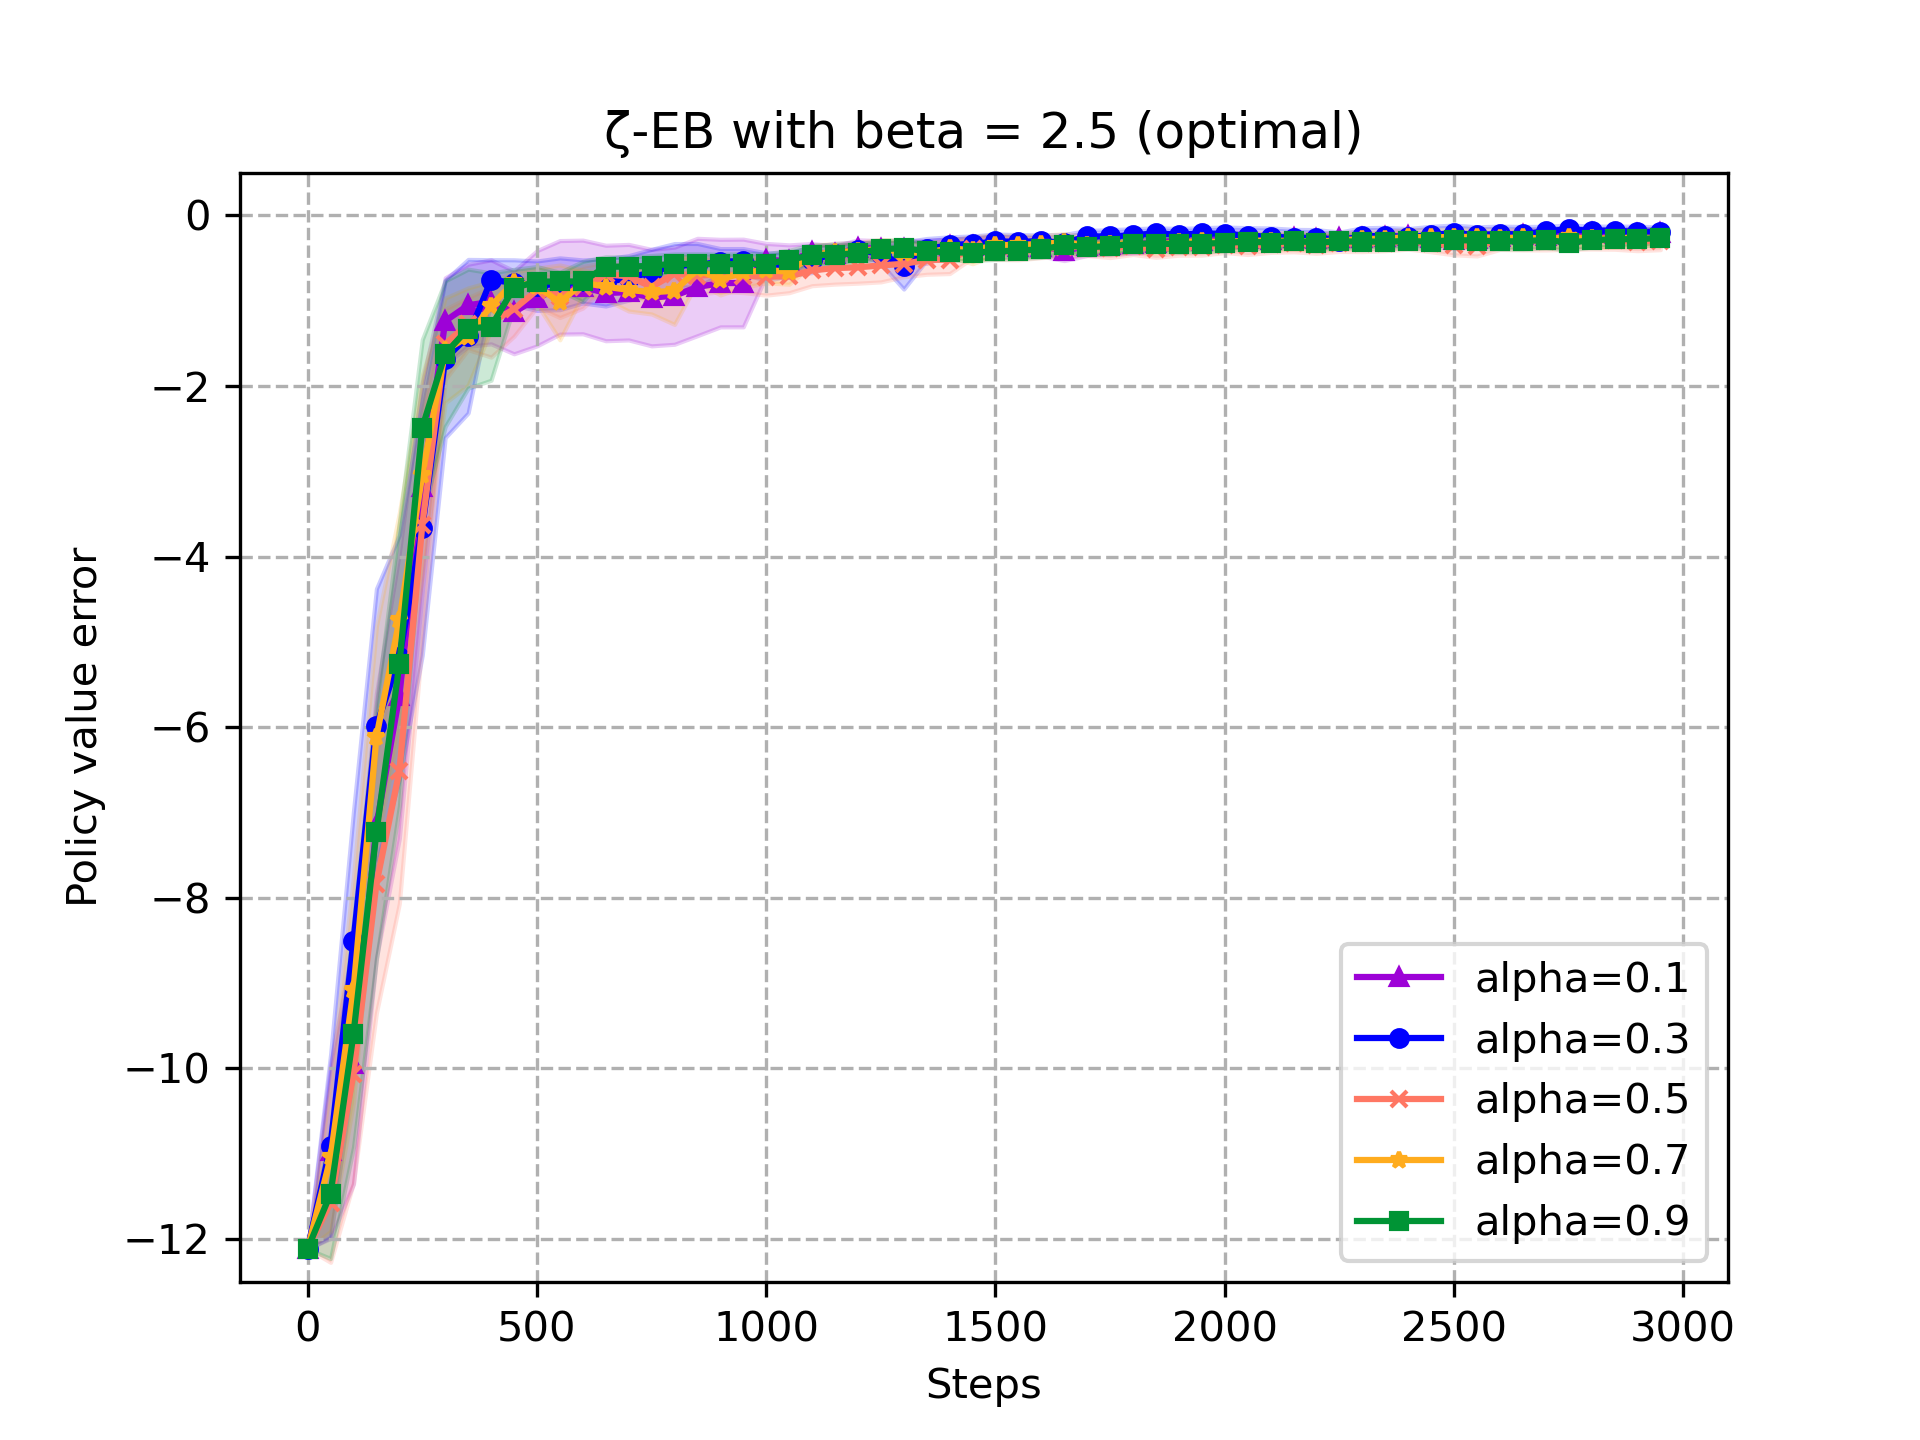 ζ-EB with beta = 2.5 (optimal)
0
−2
−4
−6
−8
−10
−12
Policy value error
0 500 1000 1500 2000 2500 3000
Steps
alpha=0.1
alpha=0.3
alpha=0.5
alpha=0.7
alpha=0.9